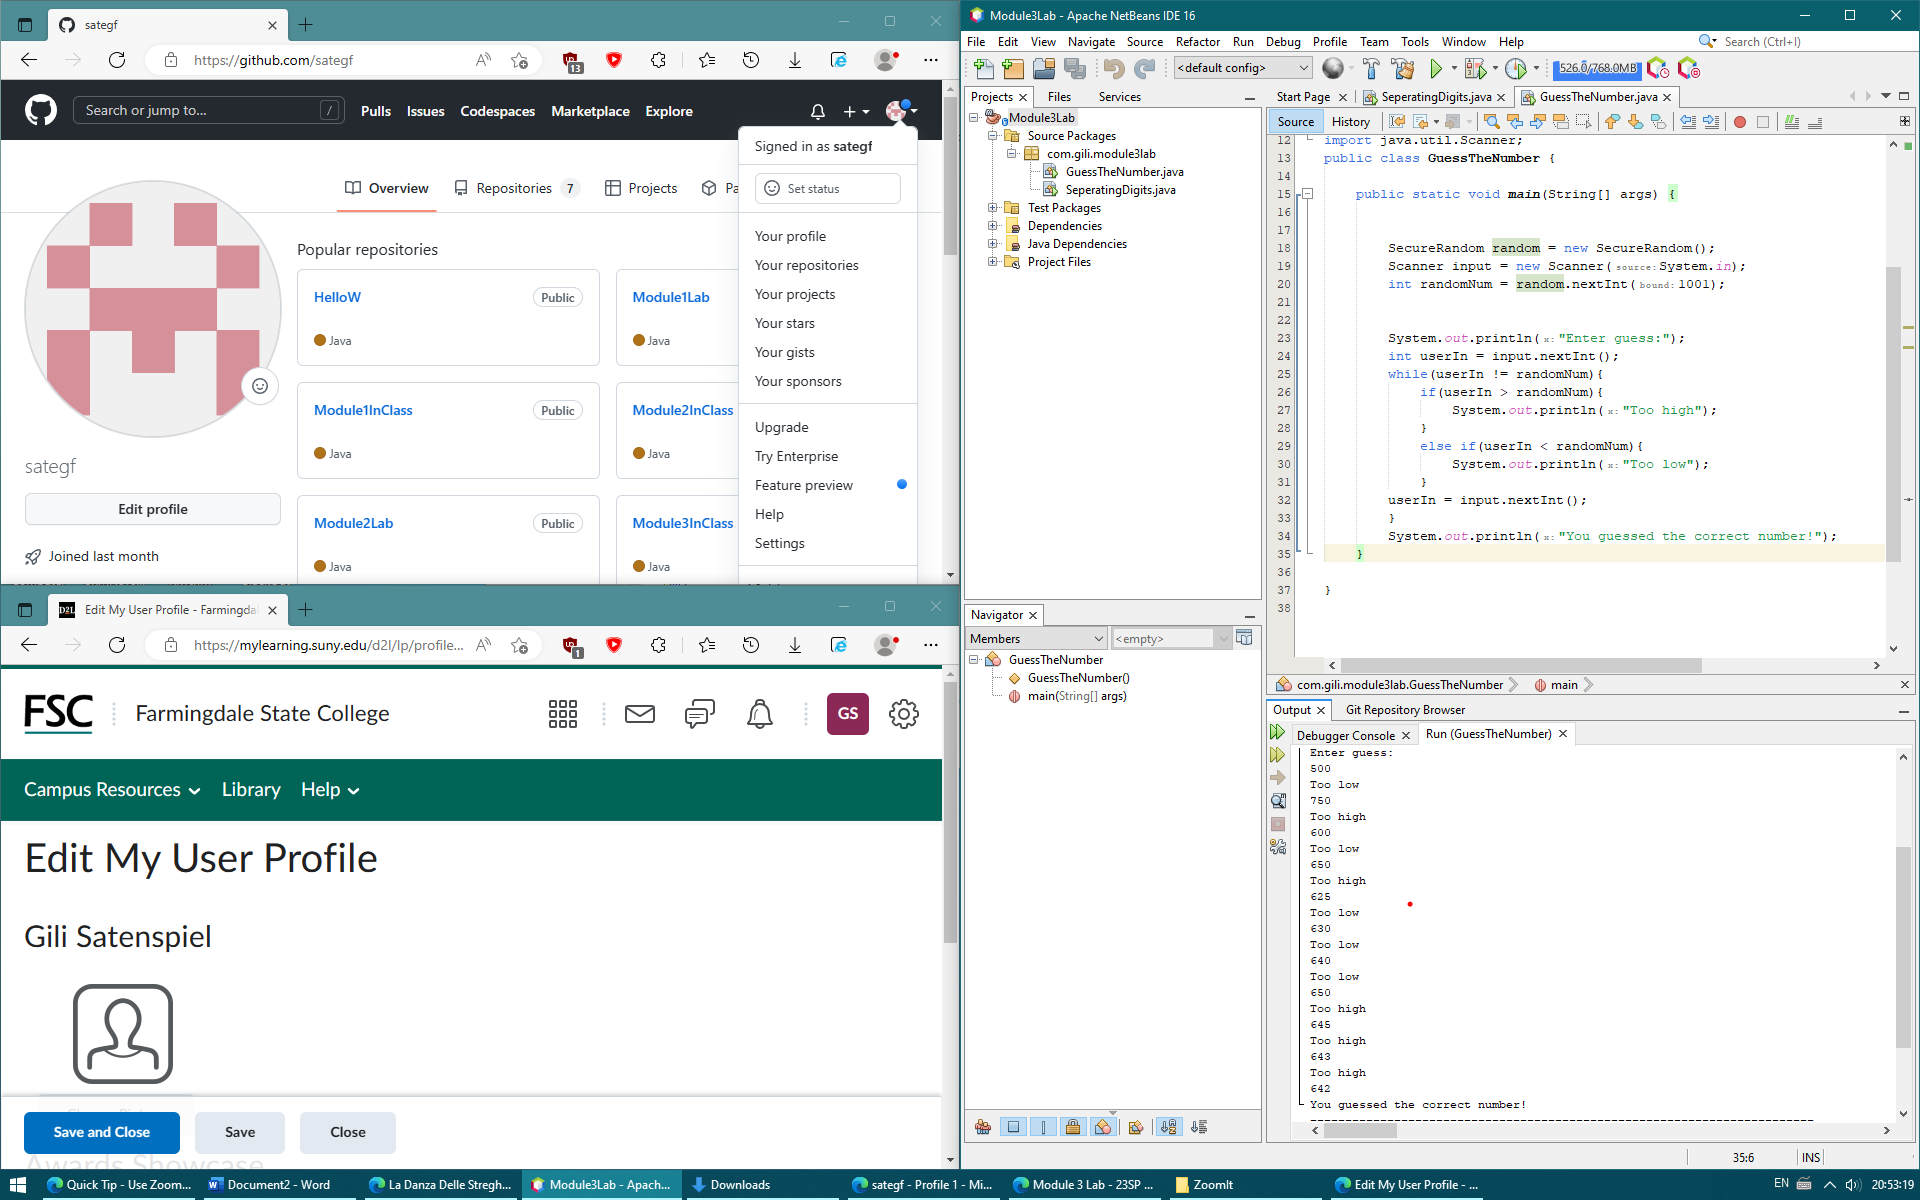 sategf
https://github.com/sategf
13
Search or jump to...
/
Pulls
Issues
Codespaces
Marketplace
Explore
Signed in as sategf
Set status
Your profile
Your repositories
Your projects
Your stars
Your gists
Your sponsors
Upgrade
Try Enterprise
Feature preview
Help
Settings
Overview
Repositories 7
Projects
Pa
Popular repositories
HelloW
Public
Java
Module1Lab
Java
Module1InClass
Public
Java
Module2InClass
Java
Module2Lab
Public
Java
Module3InClass
Java
sategf
Edit profile
Joined last month
D2L
Edit My User Profile - Farmingda
https://mylearning.suny.edu/d2l/lp/profile...
1
FSC
Farmingdale State College
GS
Campus Resources
Library
Help
Edit My User Profile
Gili Satenspiel
Save and Close
Save
Close
Awards Showcase
Module3Lab - Apache NetBeans IDE 16
File Edit View Navigate Source Refactor Run Debug Profile Team Tools Window Help
Search (Ctrl+I)
<default config>
526.0/768.0MB
Projects
Files
Services
Module3Lab
Source Packages
com.gili.module3lab
GuessTheNumber.java
SeperatingDigits.java
Test Packages
Dependencies
Java Dependencies
Project Files
Navigator
Members
<empty>
GuessTheNumber
GuessTheNumber()
main(String[] args)
Start Page
SeperatingDigits.java
GuessTheNumber.java
Source
History
12 import java.util.Scanner;
13 public class GuessTheNumber {
14
15 public static void main(String[] args) {
16
17
18 SecureRandom random = new SecureRandom();
19 Scanner input = new Scanner( source: System.in);
20 int randomNum = random.nextInt( bound: 1001);
21
22
23 System.out.println( x: "Enter guess:");
24 int userIn = input.nextInt();
25 while(userIn != randomNum){
26 if(userIn > randomNum){
27 System.out.println( x: "Too high");
28 }
29 else if(userIn < randomNum){
30 System.out.println( x: "Too low");
31 }
32 userIn = input.nextInt();
33 }
34 System.out.println( x: "You guessed the correct number!");
35 }
36
37 }
38
com.gili.module3lab.GuessTheNumber
main
Output
Git Repository Browser
Debugger Console
Run (GuessTheNumber)
Enter guess:
500
Too low
750
Too high
600
Too low
650
Too high
625
Too low
630
Too low
640
Too low
650
Too high
645
Too high
643
Too high
642
You guessed the correct number!
35:6
INS
Quick Tip - Use Zoom...
Document2 - Word
La Danza Delle Stregh...
Module3Lab - Apach...
Downloads
sategf - Profile 1 - Mi...
Module 3 Lab - 23SP ...
ZoomIt
Edit My User Profile - ...
EN
20:53:19